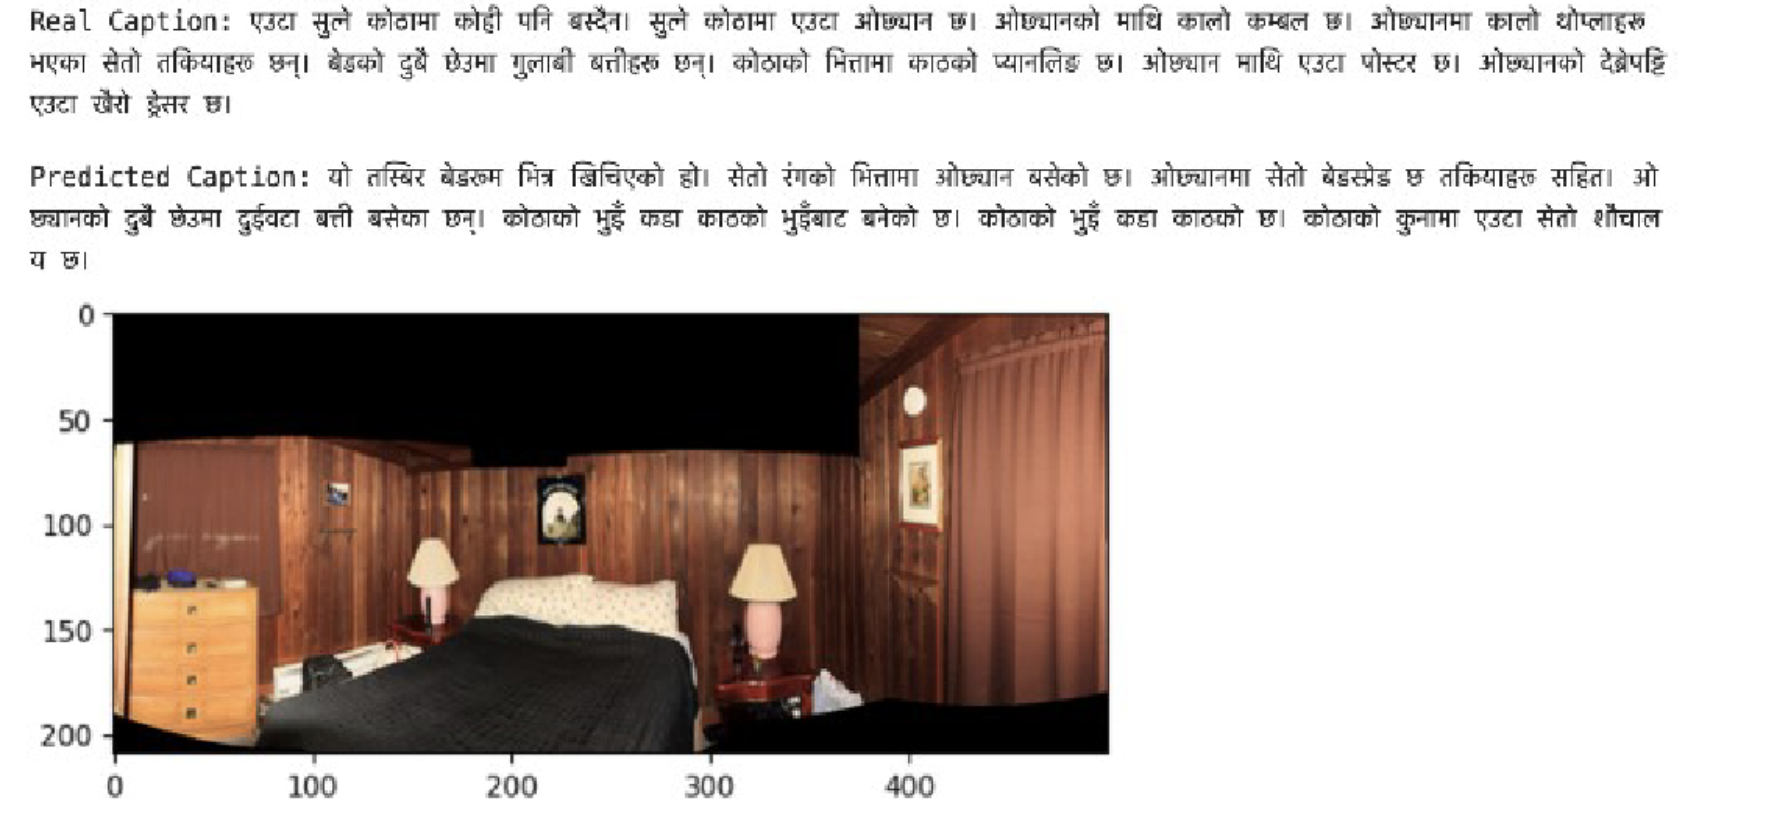 Real Caption: एउटा सुत्ने कोठामा कोही पनि बस्दैन। सुत्ने कोठामा एउटा ओछ्यान छ। ओछ्यानको माथि कालो कम्बल छ। ओछ्यानमा कालो थोप्लाहरू
भएका सेतो तकियाहरू छन्। बेडको दुबै छेउमा गुलाबी बत्तीहरू छन्। कोठाको भित्तामा काठको प्यानलिङ छ। ओछ्यान माथि एउटा पोस्टर छ। ओछ्यानको देब्रेपट्टि
एउटा खैरो ड्रेसर छ।
Predicted Caption: यो तस्बिर बेडरूम भित्र खिचिएको हो। सेतो रंगको भित्तामा ओछ्यान बसेको छ। ओछ्यानमा सेतो बेडस्प्रेड छ तकियाहरू सहित। ओ
छ्यानको दुबै छेउमा दुईवटा बत्ती बसेका छन्। कोठाको भुइँ कडा काठको भुइँबाट बनेको छ। कोठाको भुइँ कडा काठको छ। कोठाको कुनामा एउटा सेतो शौचाल
य छ।
0
50
100
150
200
0 100 200 300 400